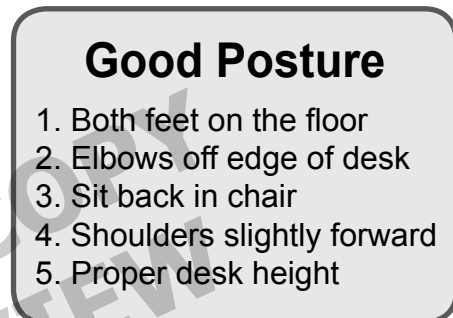 Good Posture
1. Both feet on the floor
2. Elbows off edge of desk
3. Sit back in chair
4. Shoulders slightly forward
5. Proper desk height
COPY